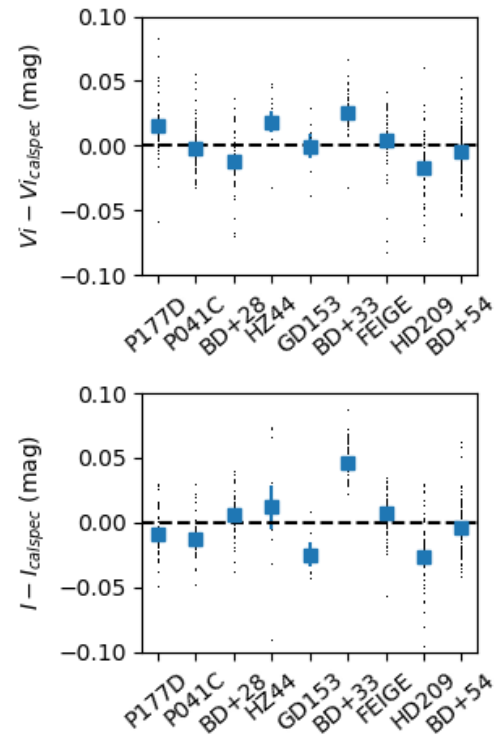 0.10
0.05
0.00
−0.05
−0.10
Vi − Vi_calspec (mag)
P177D
P041C
BD+28
HZ44
GD153
BD+33
FEIGE
HD209
BD+54
0.10
0.05
0.00
−0.05
−0.10
I − I_calspec (mag)
P177D
P041C
BD+28
HZ44
GD153
BD+33
FEIGE
HD209
BD+54